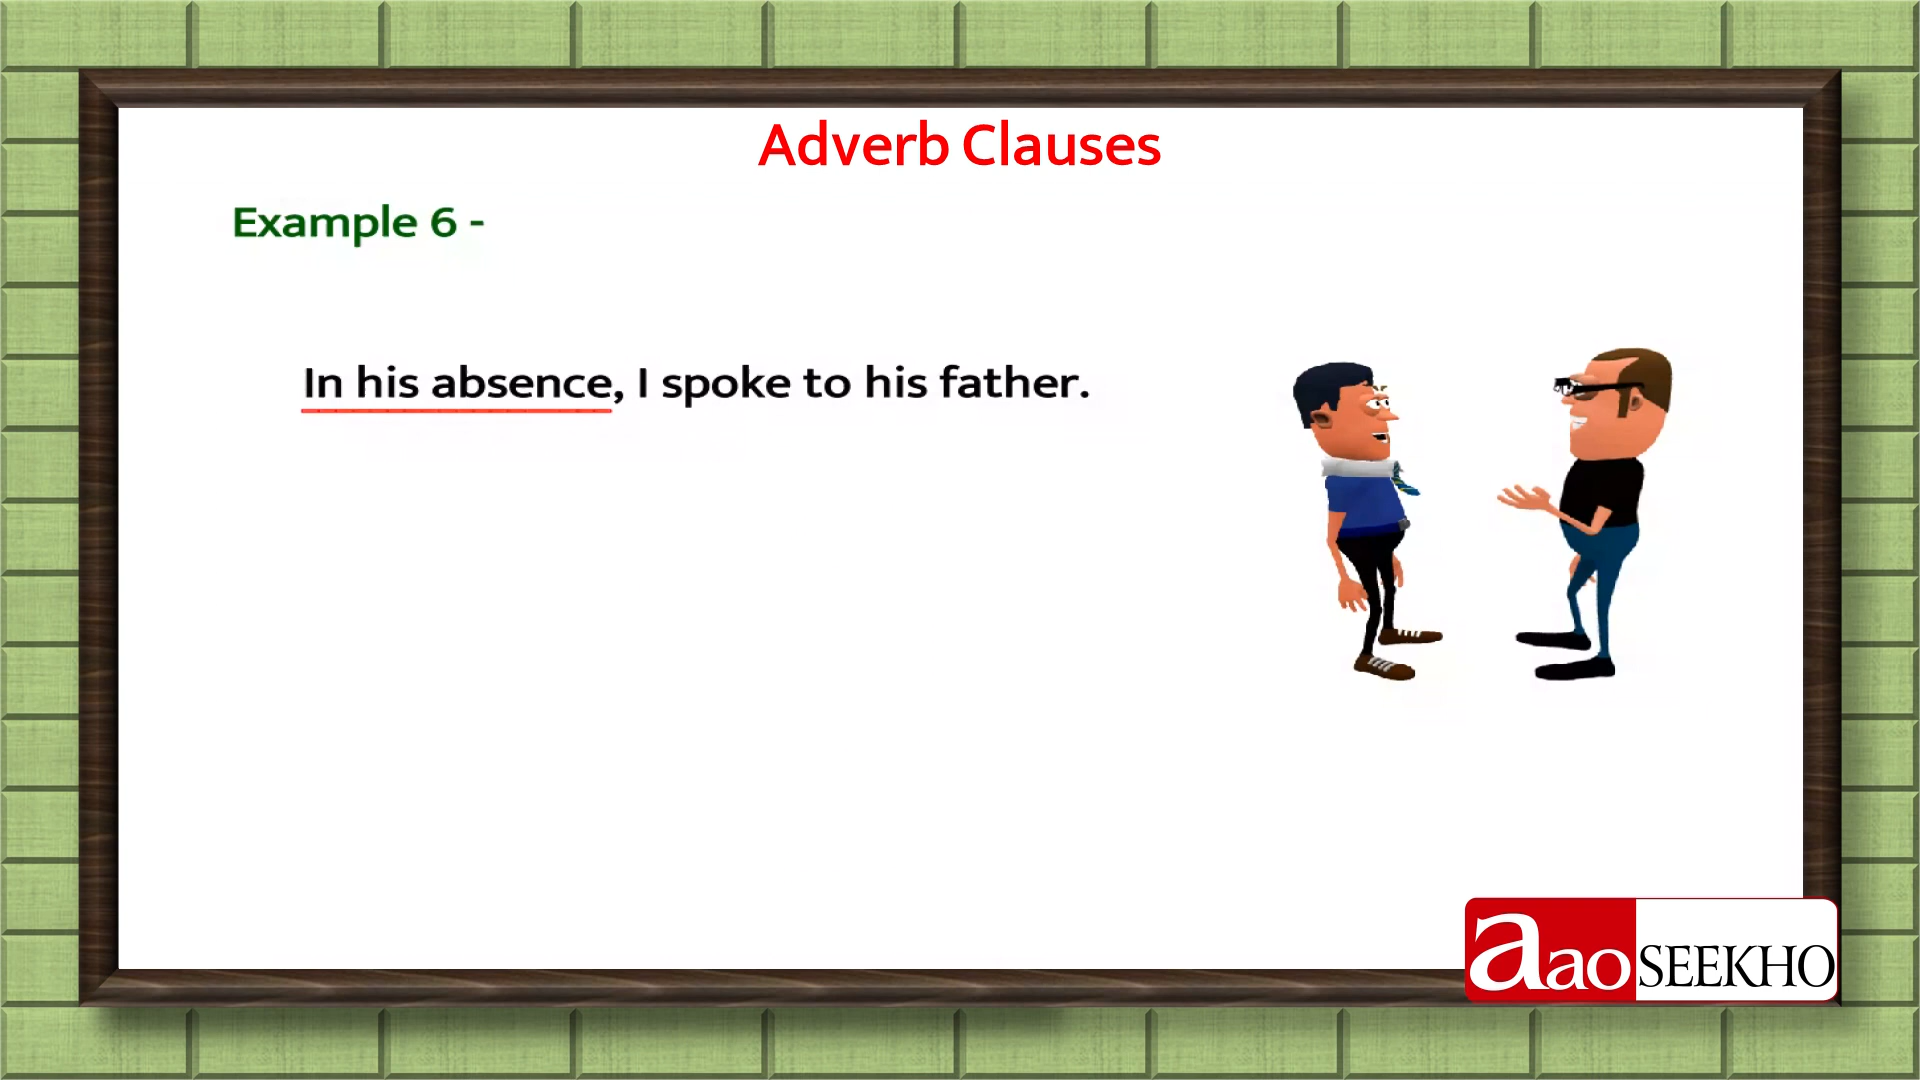 Adverb Clauses
Example 6 -
In his absence, I spoke to his father.
aao SEEKHO